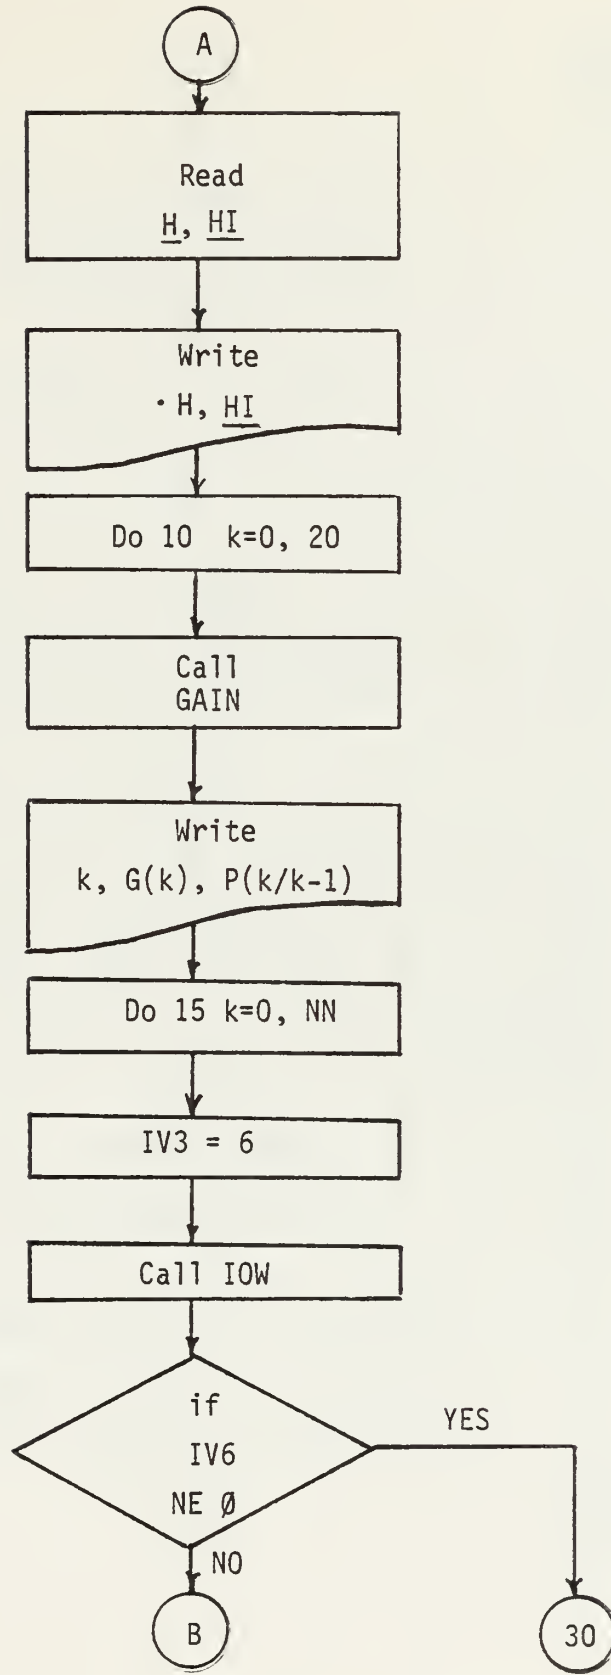 A
Read
H, HI
Write
· H, HI
Do 10 k=0, 20
Call
GAIN
Write
k, G(k), P(k/k-1)
Do 15 k=0, NN
IV3 = 6
Call IOW
if
IV6
NE Ø
YES
NO
B
30